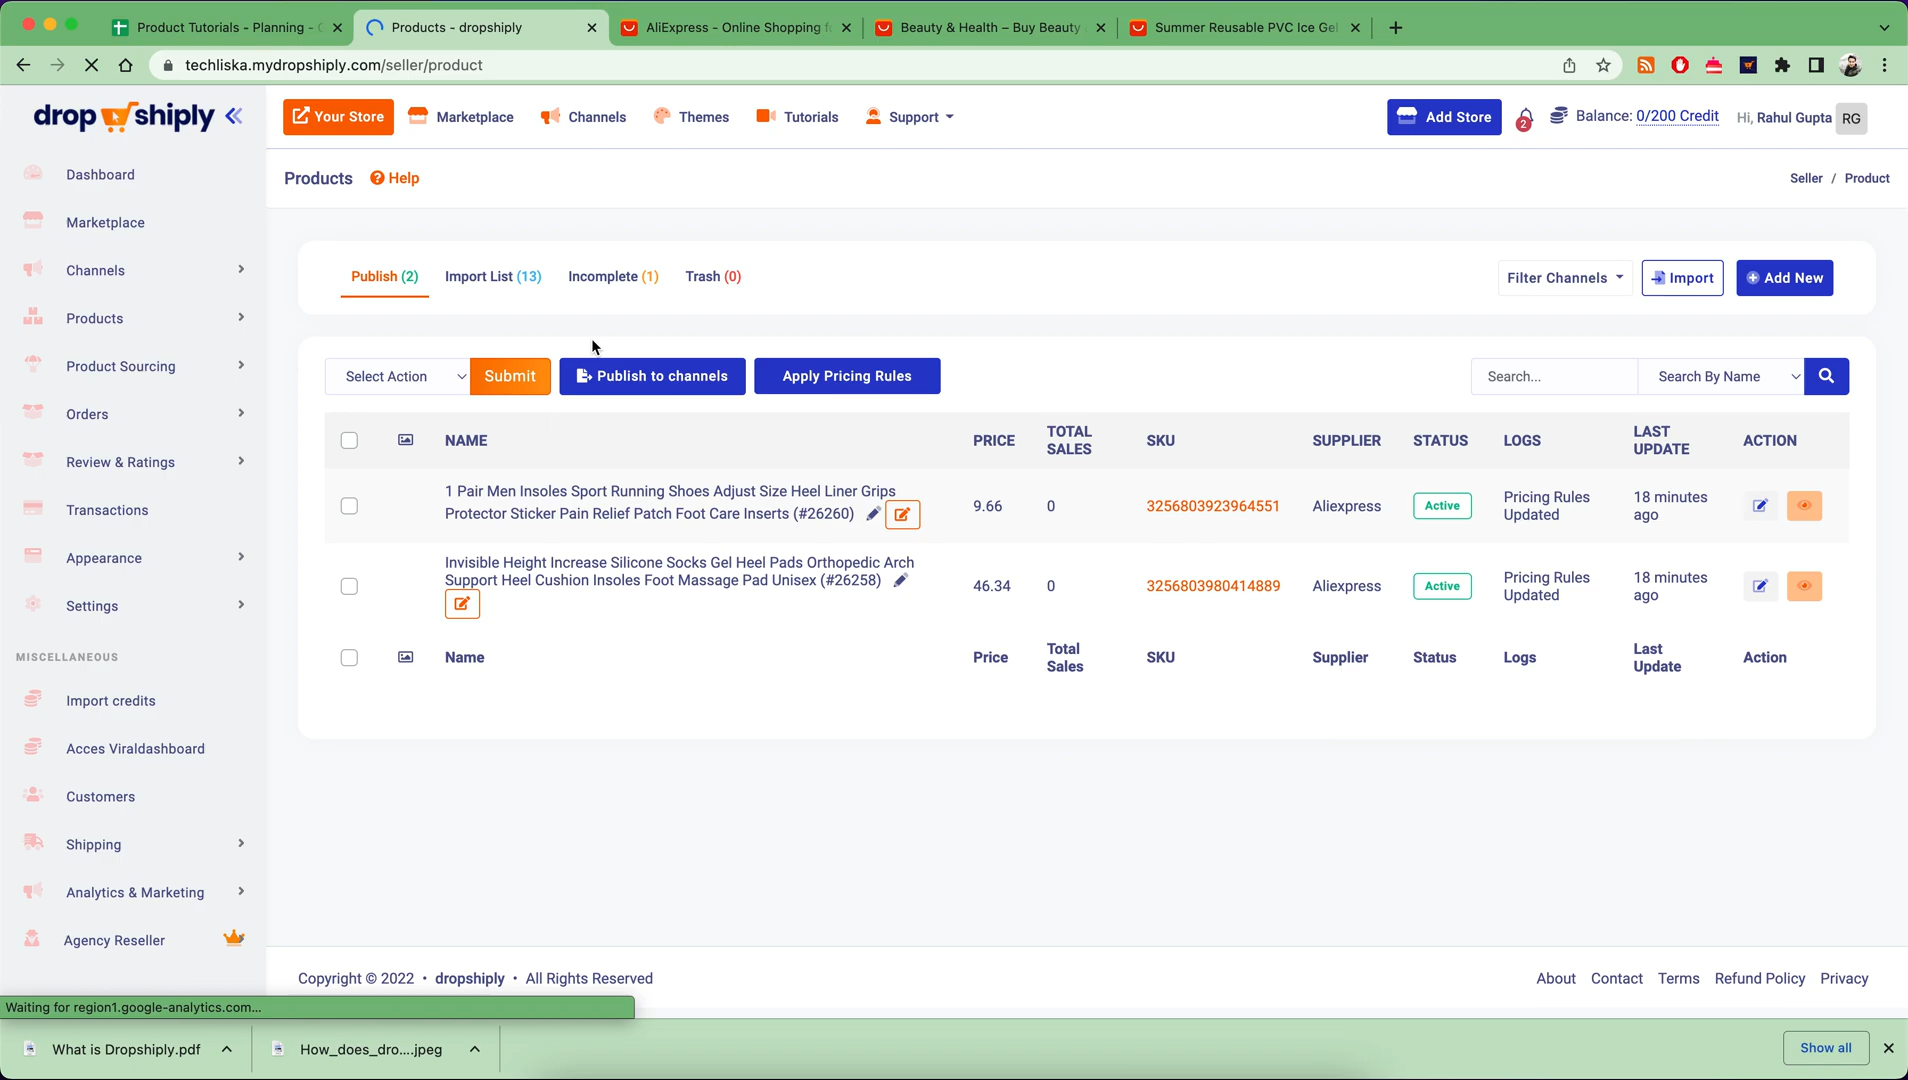 Product Tutorials - Planning -
Products - dropshiply
AliExpress - Online Shopping f
Beauty & Health – Buy Beauty
Summer Reusable PVC Ice Gel
techliska.mydropshiply.com/seller/product
dropshiply
Your Store
Marketplace
Channels
Themes
Tutorials
Support
Add Store
2
Balance: 0/200 Credit
Hi, Rahul Gupta
RG
Dashboard
Marketplace
Channels
Products
Product Sourcing
Orders
Review & Ratings
Transactions
Appearance
Settings
MISCELLANEOUS
Import credits
Acces Viraldashboard
Customers
Shipping
Analytics & Marketing
Agency Reseller
Products
Help
Seller / Product
Publish (2)
Import List (13)
Incomplete (1)
Trash (0)
Filter Channels
Import
Add New
Select Action
Submit
Publish to channels
Apply Pricing Rules
Search...
Search By Name
NAME
PRICE
TOTAL
SALES
SKU
SUPPLIER
STATUS
LOGS
LAST
UPDATE
ACTION
1 Pair Men Insoles Sport Running Shoes Adjust Size Heel Liner Grips
Protector Sticker Pain Relief Patch Foot Care Inserts (#26260)
9.66
0
3256803923964551
Aliexpress
Active
Pricing Rules
Updated
18 minutes
ago
Invisible Height Increase Silicone Socks Gel Heel Pads Orthopedic Arch
Support Heel Cushion Insoles Foot Massage Pad Unisex (#26258)
46.34
0
3256803980414889
Aliexpress
Active
Pricing Rules
Updated
18 minutes
ago
Name
Price
Total
Sales
SKU
Supplier
Status
Logs
Last
Update
Action
Copyright © 2022 • dropshiply • All Rights Reserved
About
Contact
Terms
Refund Policy
Privacy
Waiting for region1.google-analytics.com...
What is Dropshiply.pdf
How_does_dro....jpeg
Show all